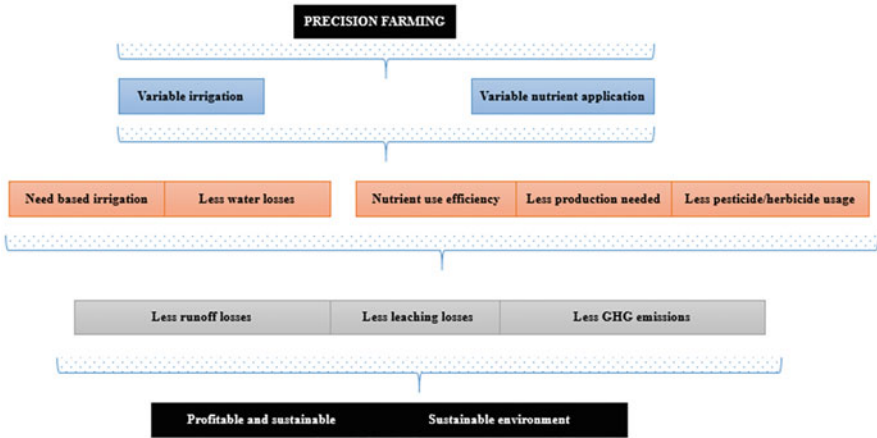 PRECISION FARMING
Variable irrigation
Variable nutrient application
Need based irrigation
Less water losses
Nutrient use efficiency
Less production needed
Less pesticide/herbicide usage
Less runoff losses
Less leaching losses
Less GHG emissions
Profitable and sustainable
Sustainable environment